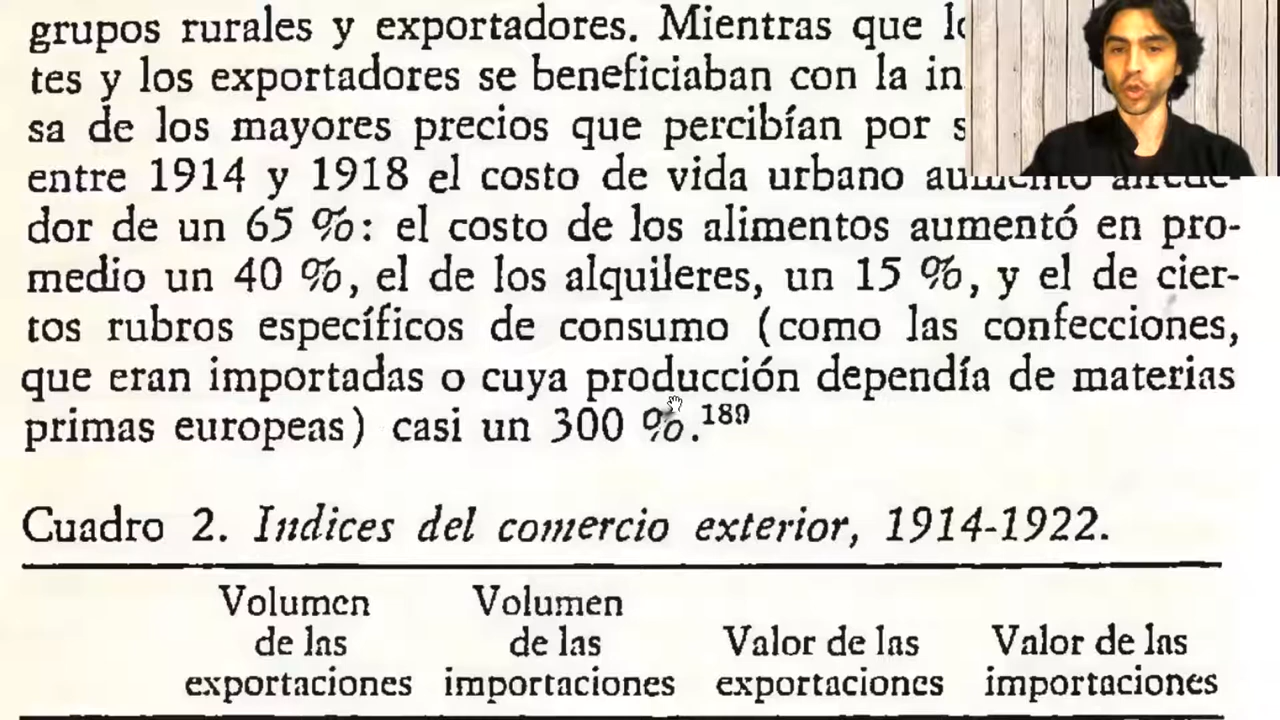 grupos rurales y exportadores. Mientras que
tes y los exportadores se beneficiaban con la
sa de los mayores precios que percibían por
entre 1914 y 1918 el costo de vida urbano aumentó alrede-
dor de un 65 %: el costo de los alimentos aumentó en pro-
medio un 40 %, el de los alquileres, un 15 %, y el de cier-
tos rubros específicos de consumo (como las confecciones,
que eran importadas o cuya producción dependía de materias
primas europeas) casi un 300 %.189
Cuadro 2. Indices del comercio exterior, 1914-1922.
Volumen Volumen
de las de las Valor de las Valor de las
exportaciones importaciones exportaciones importaciones